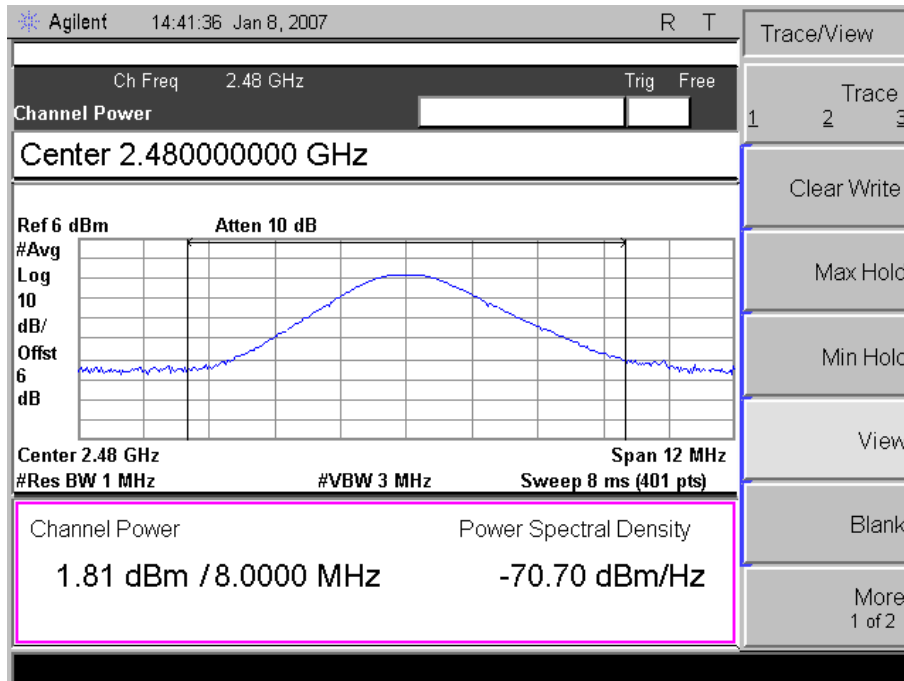 Agilent 14:41:36 Jan 8, 2007 R T
Trace/View
Ch Freq 2.48 GHz Trig Free
Channel Power
Trace
1 2 3
Center 2.480000000 GHz
Clear Write
Ref 6 dBm Atten 10 dB
#Avg
Log
10
dB/
Offst
6
dB
Max Hold
Min Hold
Center 2.48 GHz Span 12 MHz
#Res BW 1 MHz #VBW 3 MHz Sweep 8 ms (401 pts)
View
Channel Power Power Spectral Density
1.81 dBm / 8.0000 MHz -70.70 dBm/Hz
Blank
More
1 of 2